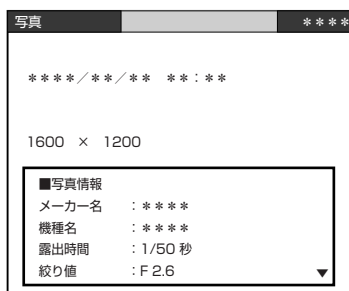 写真 ****
****/**/** **:**
1600 × 1200
■写真情報
メーカー名 :****
機種名 :****
露出時間 :1/50 秒
絞り値 :F 2.6 ▼